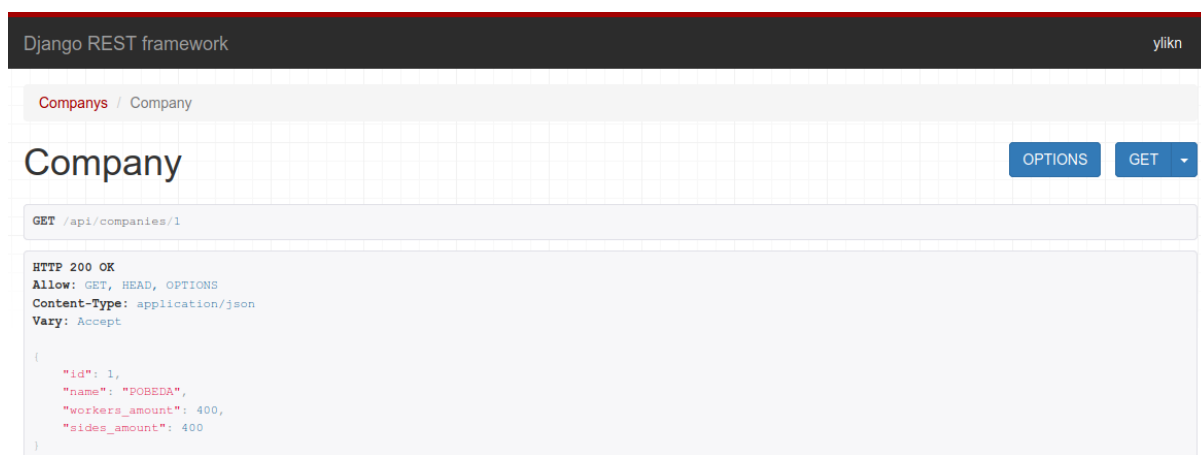 Django REST framework ylikn
Companys / Company
Company OPTIONS GET
GET /api/companies/1
HTTP 200 OK
Allow: GET, HEAD, OPTIONS
Content-Type: application/json
Vary: Accept
{
    "id": 1,
    "name": "POBEDA",
    "workers_amount": 400,
    "sides_amount": 400
}